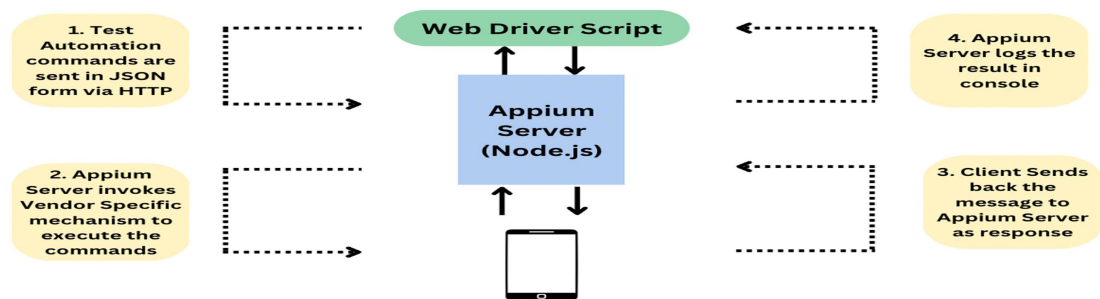 1. Test
Automation
commands are
sent in JSON
form via HTTP
Web Driver Script
4. Appium
Server logs the
result in
console
Appium
Server
(Node.js)
2. Appium
Server invokes
Vendor Specific
mechanism to
execute the
commands
3. Client Sends
back the
message to
Appium Server
as response